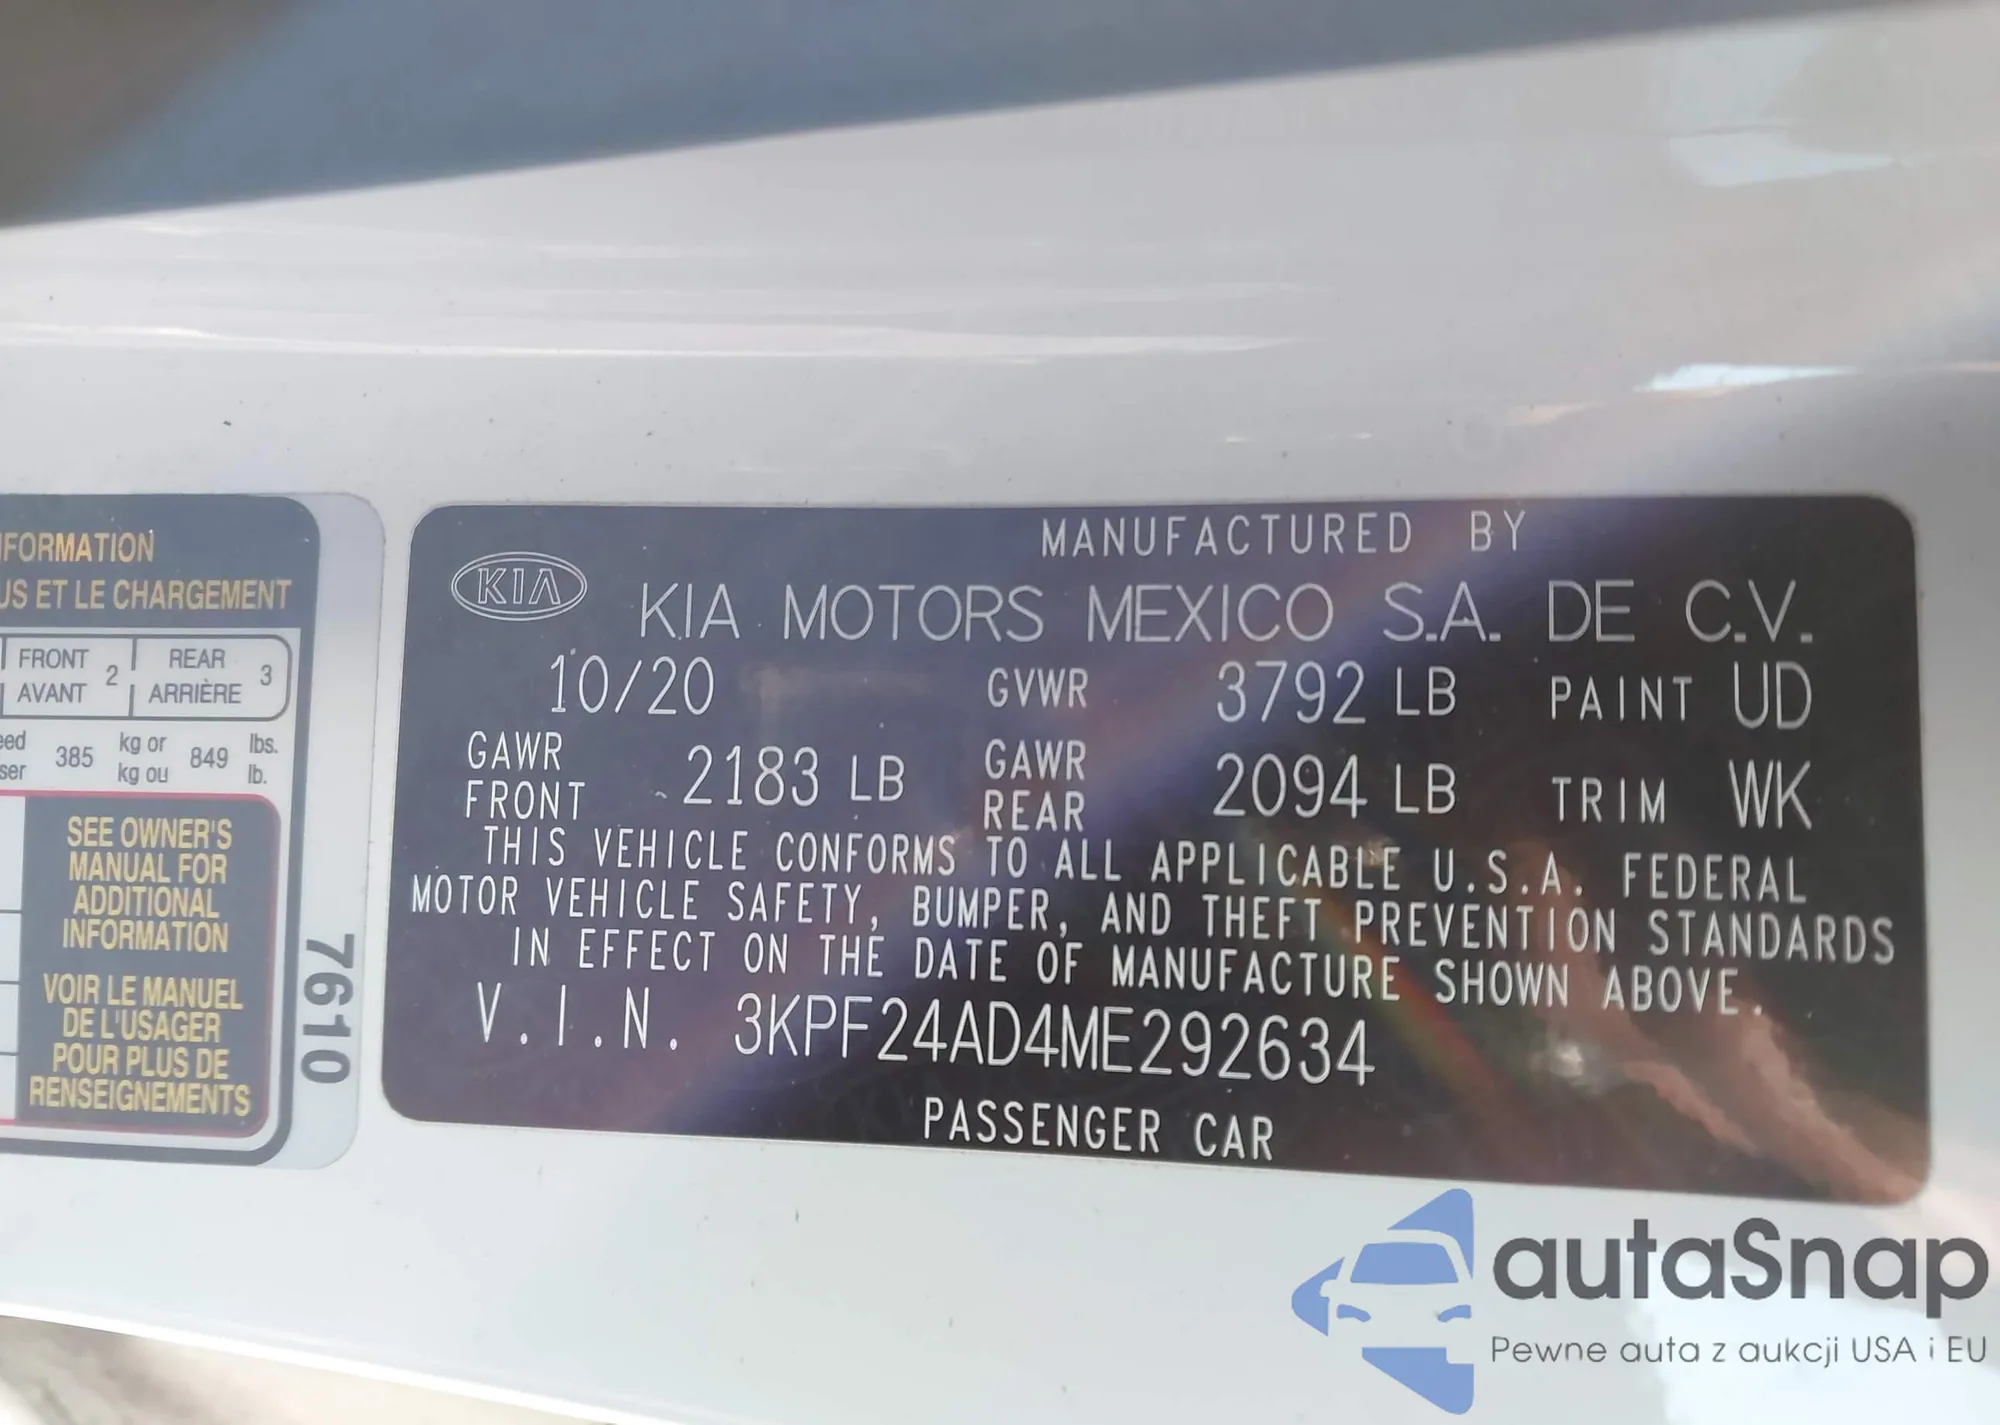 FORMATION
US ET LE CHARGEMENT
FRONT 2 REAR 3
AVANT ARRIÈRE
385 kg or 849 lbs.
kg ou lb.
SEE OWNER'S
MANUAL FOR
ADDITIONAL
INFORMATION
VOIR LE MANUEL
DE L'USAGER
POUR PLUS DE
RENSEIGNEMENTS
7610
MANUFACTURED BY
KIA KIA MOTORS MEXICO S.A. DE C.V.
10/20 GVWR 3792 LB PAINT UD
GAWR FRONT 2183 LB GAWR REAR 2094 LB TRIM WK
THIS VEHICLE CONFORMS TO ALL APPLICABLE U.S.A. FEDERAL
MOTOR VEHICLE SAFETY, BUMPER, AND THEFT PREVENTION STANDARDS
IN EFFECT ON THE DATE OF MANUFACTURE SHOWN ABOVE.
V.I.N. 3KPF24AD4ME292634
PASSENGER CAR
autaSnap
Pewne auta z aukcji USA i EU